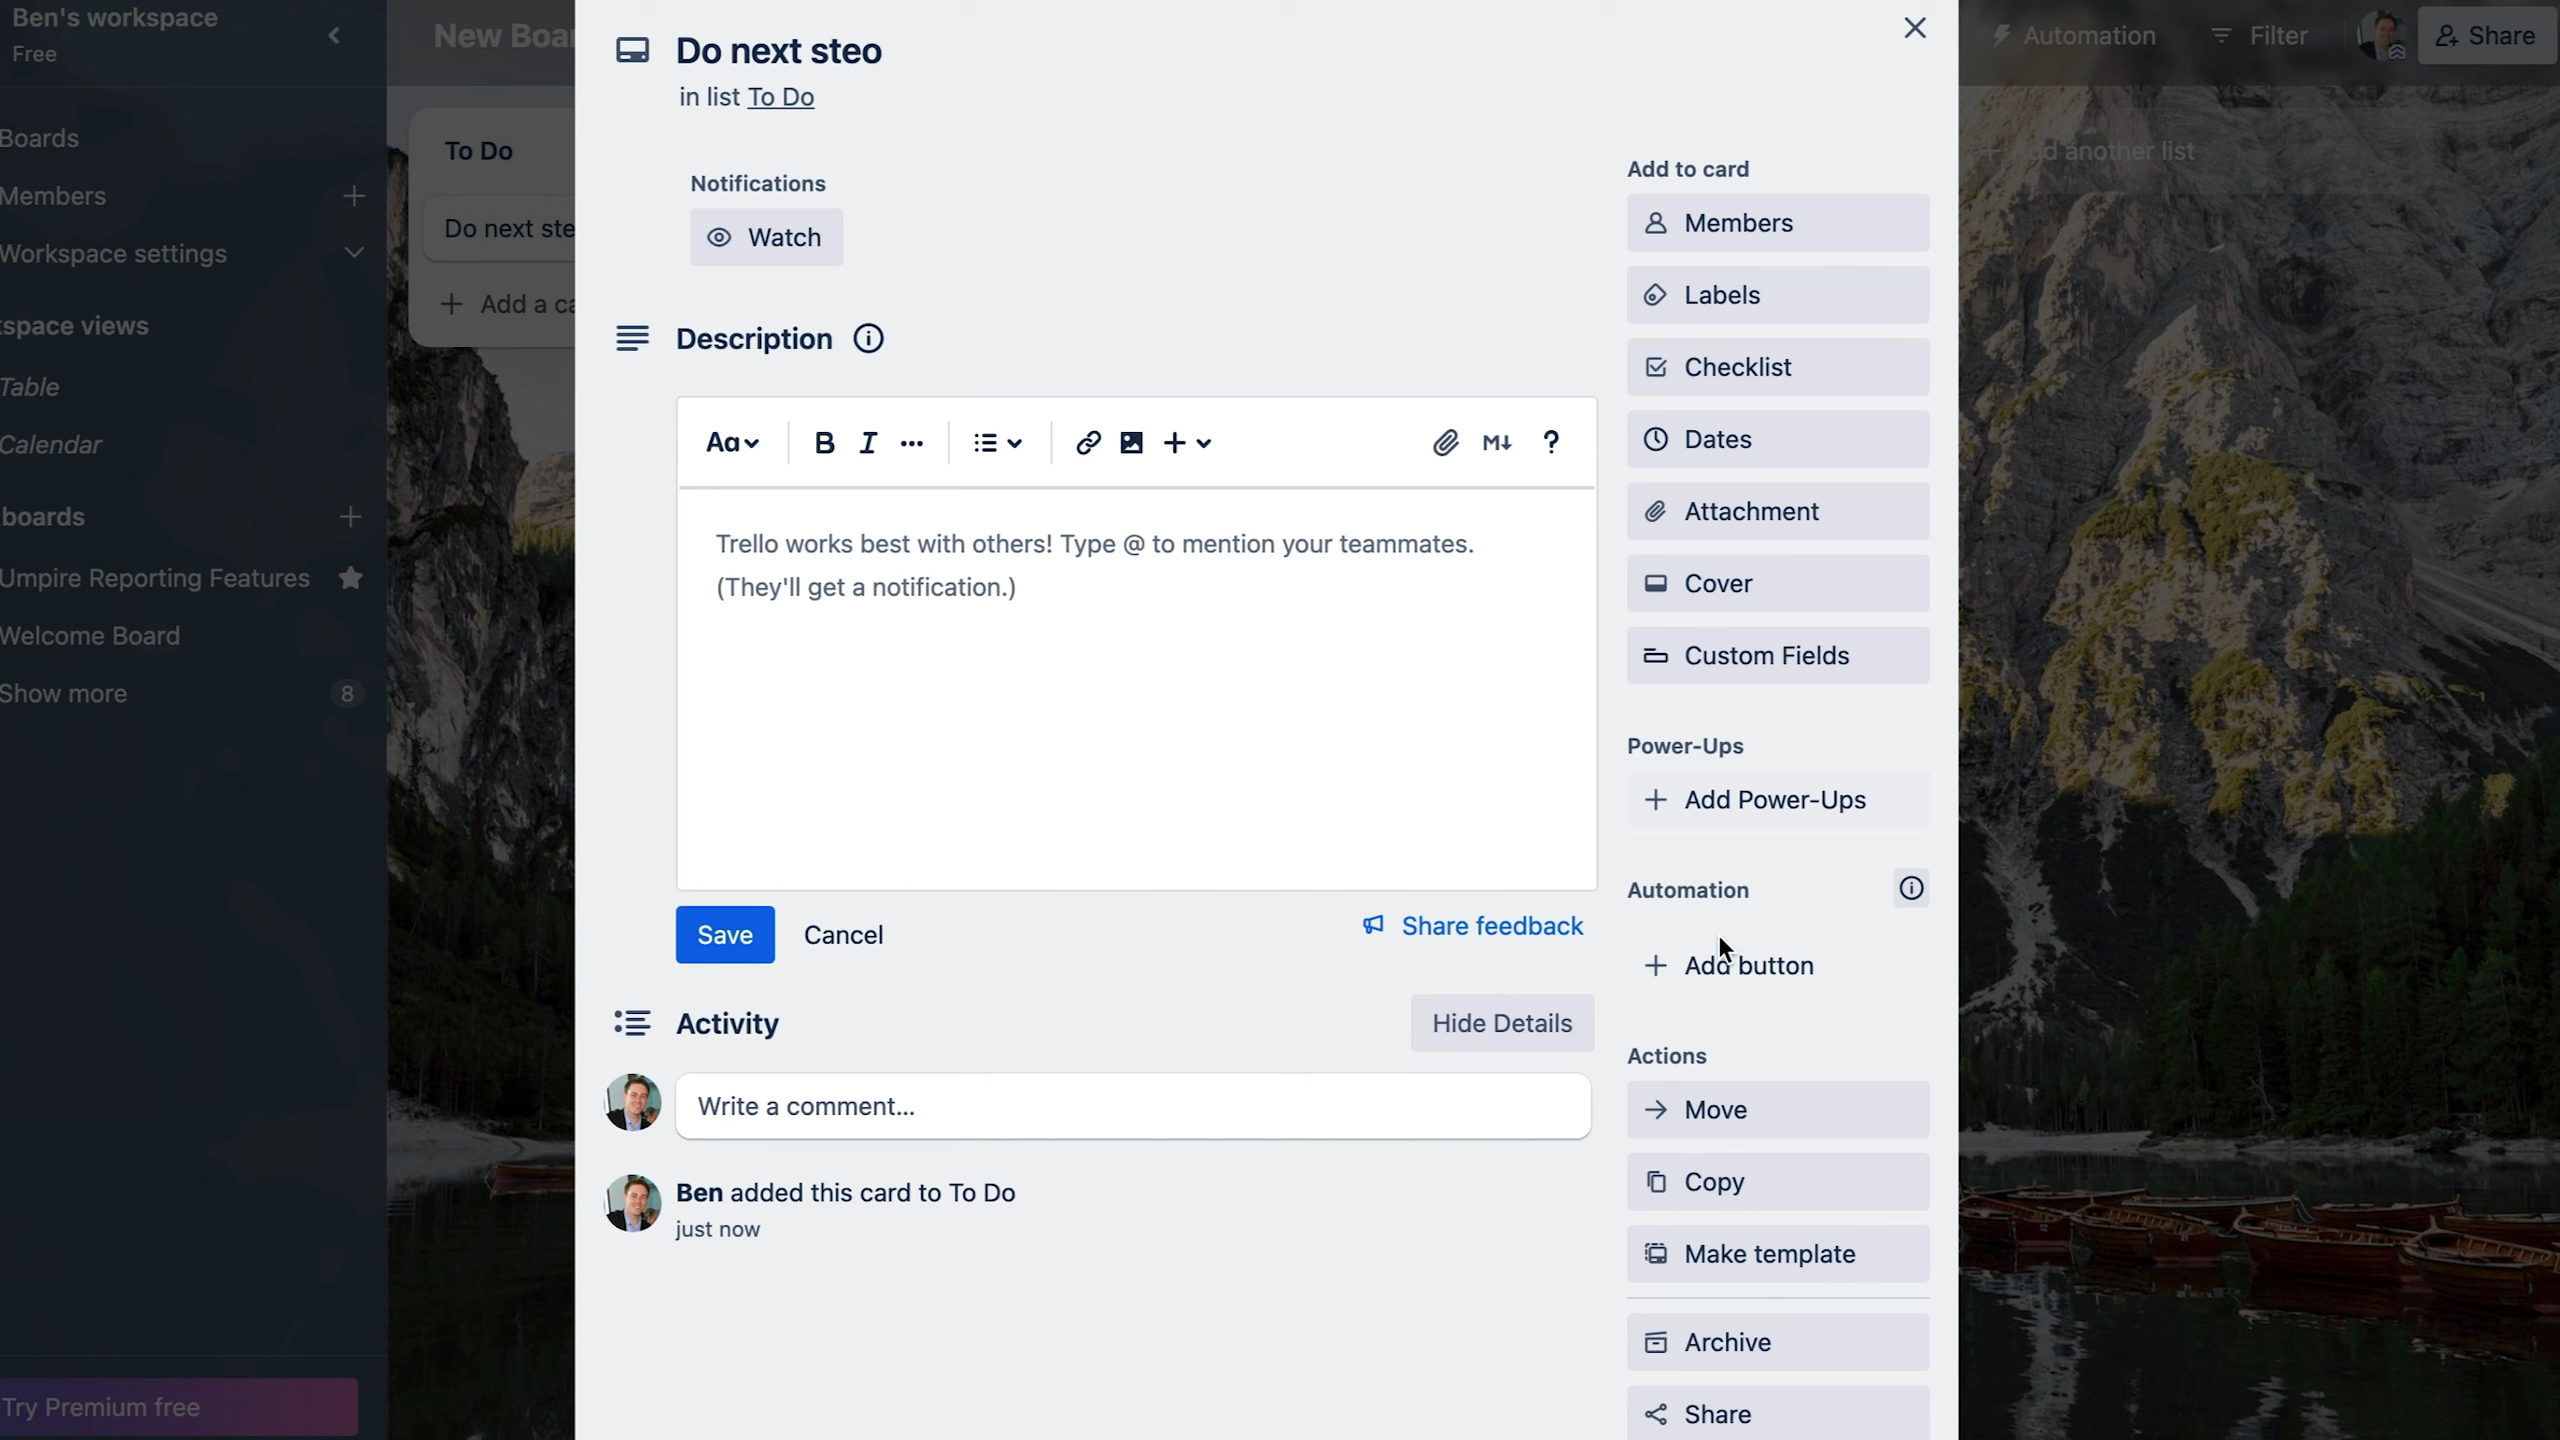 Ben's workspace
Free
Boards
Members
Workspace settings
space views
Table
Calendar
boards
Umpire Reporting Features
Welcome Board
Show more
8
Try Premium free
New Boar
To Do
Do next ste
Add a ca
Do next steo
in list To Do
Notifications
Watch
Description
Aa
B I
M↓ ?
Trello works best with others! Type @ to mention your teammates.
(They'll get a notification.)
Save Cancel
Share feedback
Activity
Hide Details
Write a comment...
Ben added this card to To Do
just now
Add to card
Members
Labels
Checklist
Dates
Attachment
Cover
Custom Fields
Power-Ups
+ Add Power-Ups
Automation
+ Add button
Actions
Move
Copy
Make template
Archive
Share
Automation
Filter
Share
another list